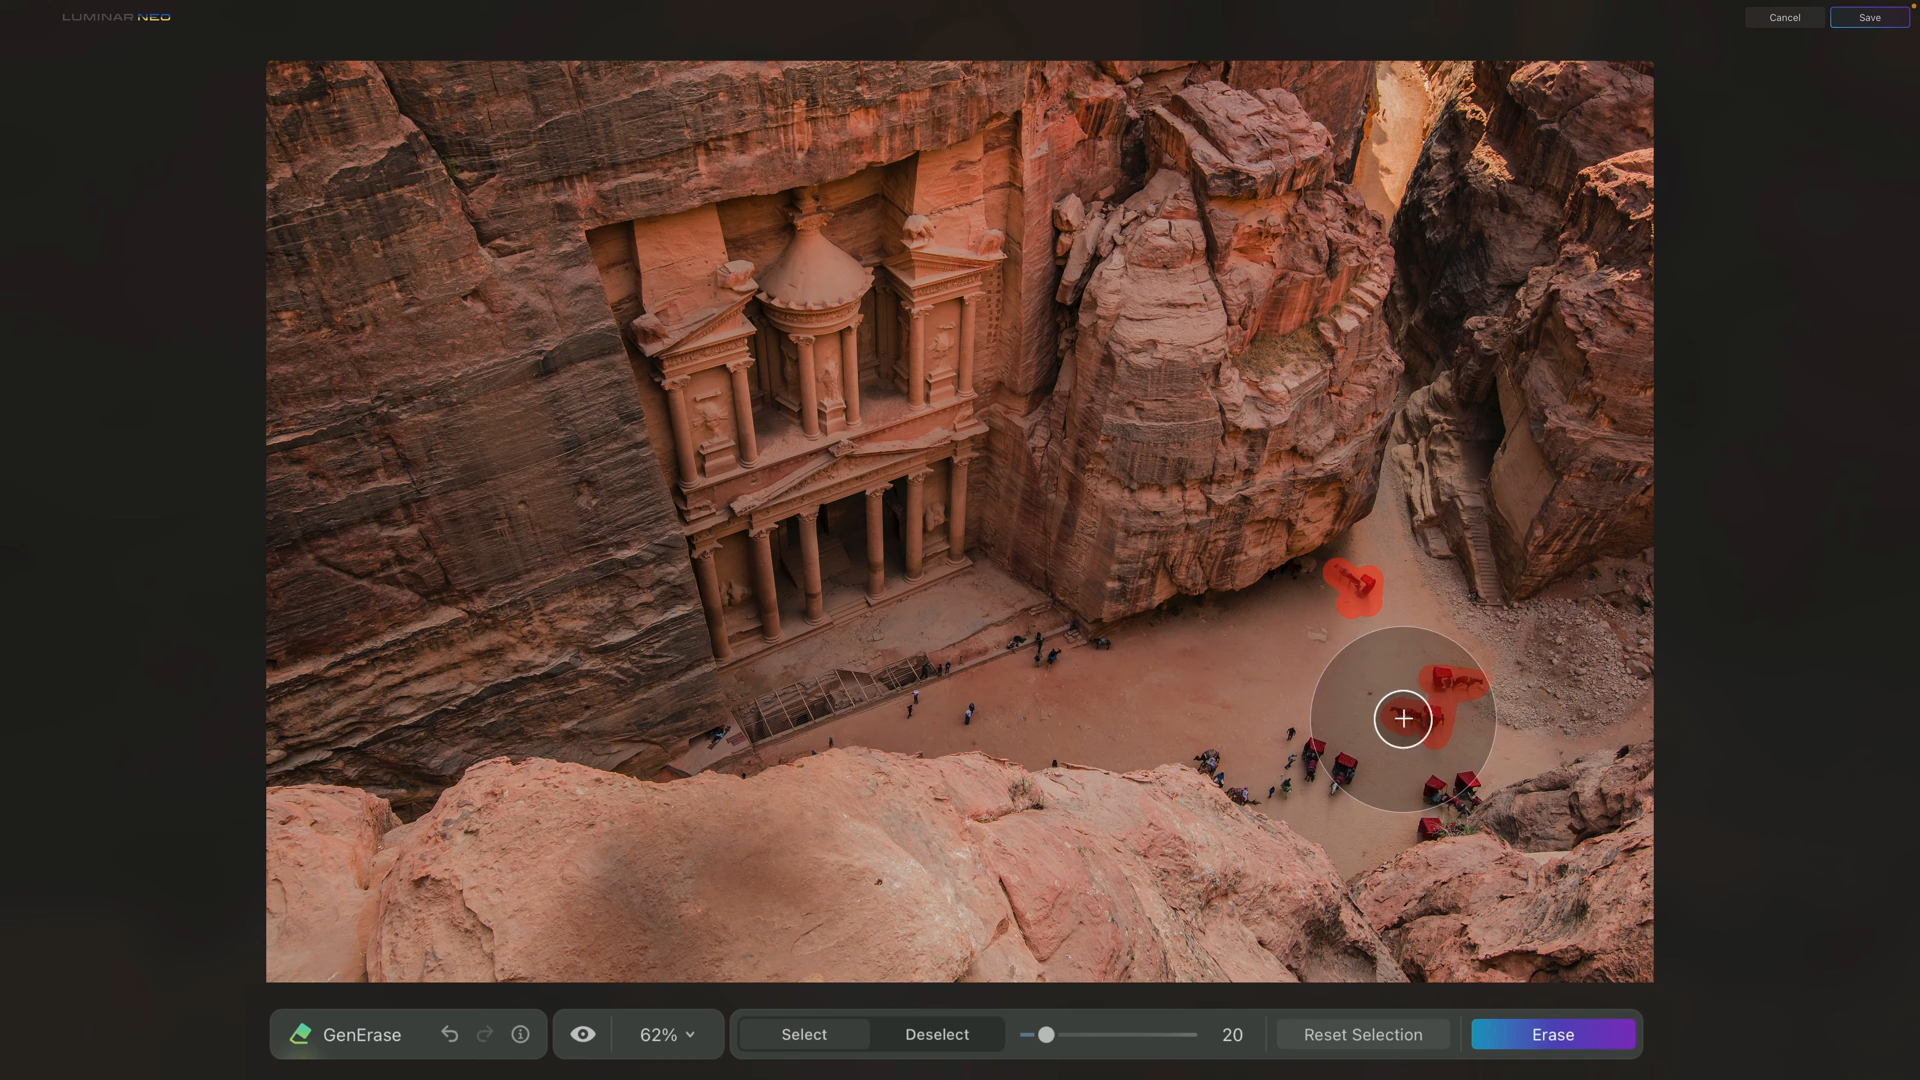 LUMINAR NEO
Cancel
Save
GenErase
62%
Select
Deselect
20
Reset Selection
Erase